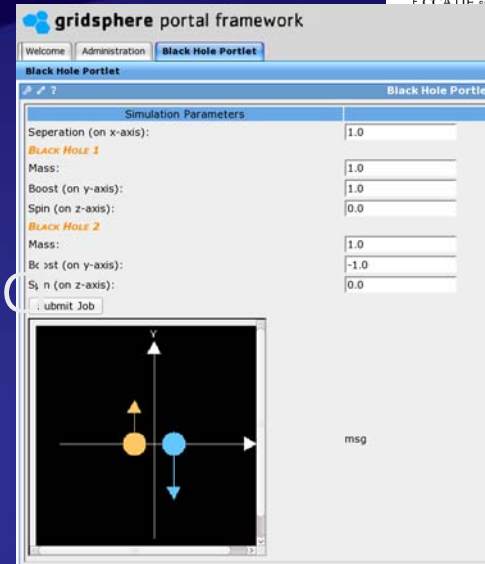 gridsphere portal framework
Welcome Administration Black Hole Portlet
Black Hole Portlet
? Black Hole Portle
Simulation Parameters
Seperation (on x-axis): 1.0
BLACK HOLE 1
Mass: 1.0
Boost (on y-axis): 1.0
Spin (on z-axis): 0.0
BLACK HOLE 2
Mass: 1.0
st (on y-axis): -1.0
n (on z-axis): 0.0
ubmit Job
Y
msg